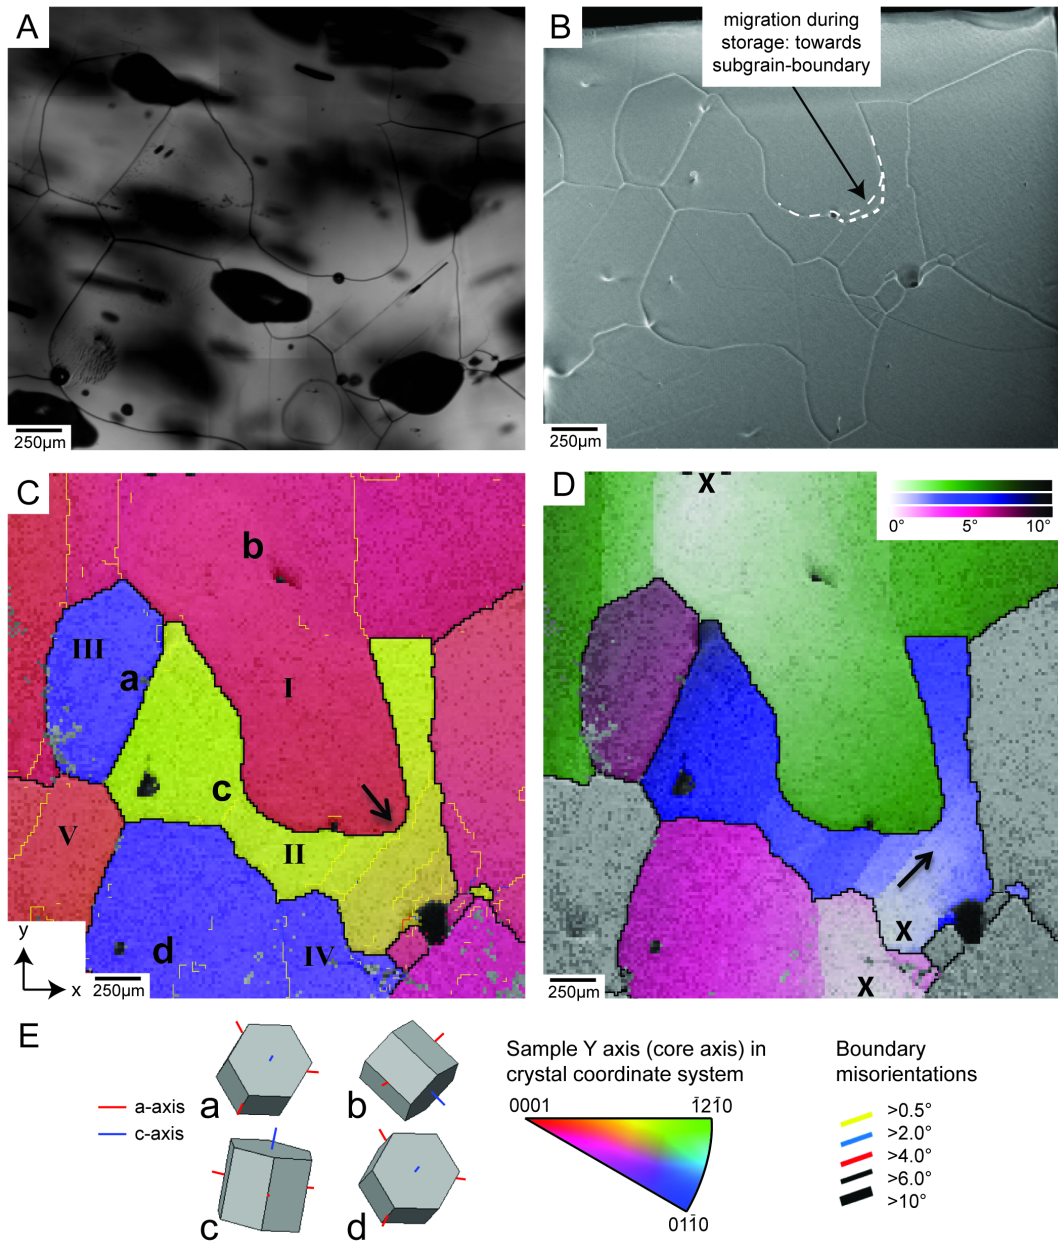 A
250µm
B
migration during
storage: towards
subgrain-boundary
250µm
C
b
III
a
I
c
V
II
d
IV
y
x
250µm
D
x
0° 5° 10°
x
x
250µm
E
a
b
c
d
a-axis
c-axis
Sample Y axis (core axis) in
crystal coordinate system
0001 1̄21̄0
011̄0
Boundary
misorientations
>0.5°
>2.0°
>4.0°
>6.0°
>10°